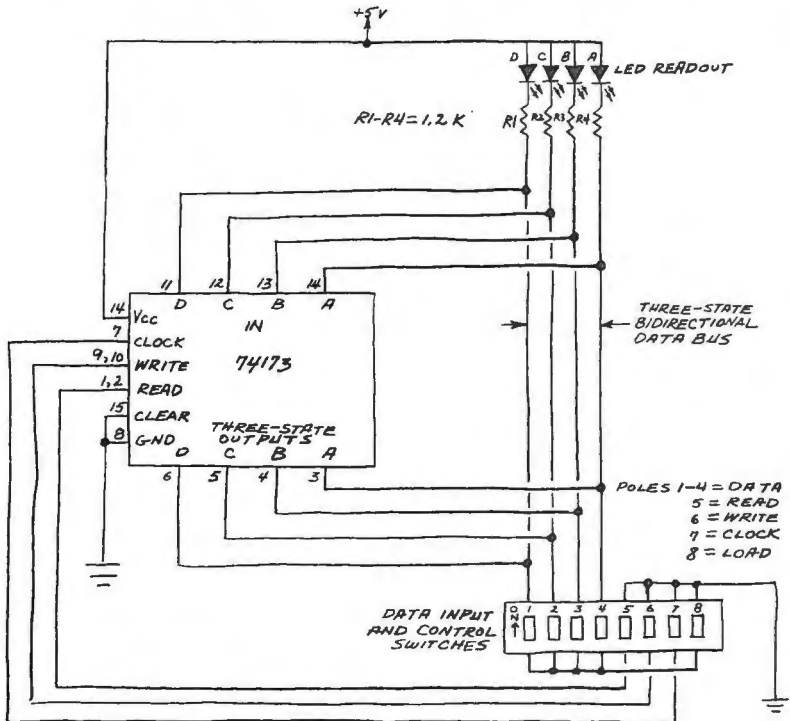 +5V
D C B A
LED READOUT
R1-R4=1.2 K
R1 R2 R3 R4
11 12 13 14
D C B A
IN
14 Vcc
7 CLOCK
74173
9,10 WRITE
1,2 READ
15 CLEAR
8 GND
THREE-STATE
OUTPUTS
D C B A
6 5 4 3
THREE-STATE
BIDIRECTIONAL
DATA BUS
POLES 1-4 = DATA
5 = READ
6 = WRITE
7 = CLOCK
8 = LOAD
DATA INPUT
AND CONTROL
SWITCHES
ON
1 2 3 4 5 6 7 8